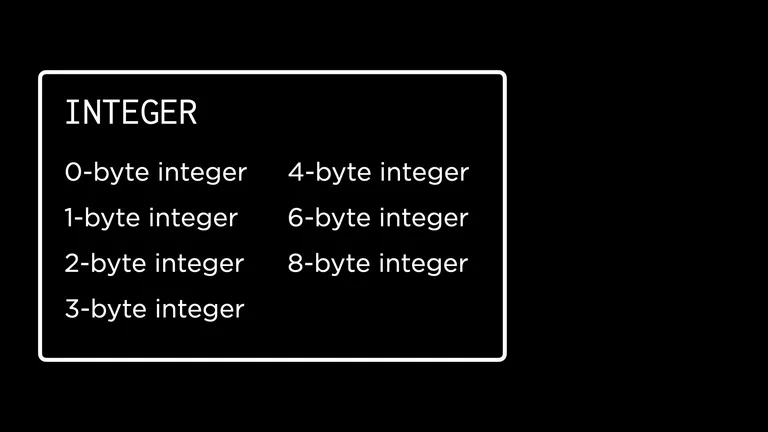 INTEGER
0-byte integer
1-byte integer
2-byte integer
3-byte integer
4-byte integer
6-byte integer
8-byte integer